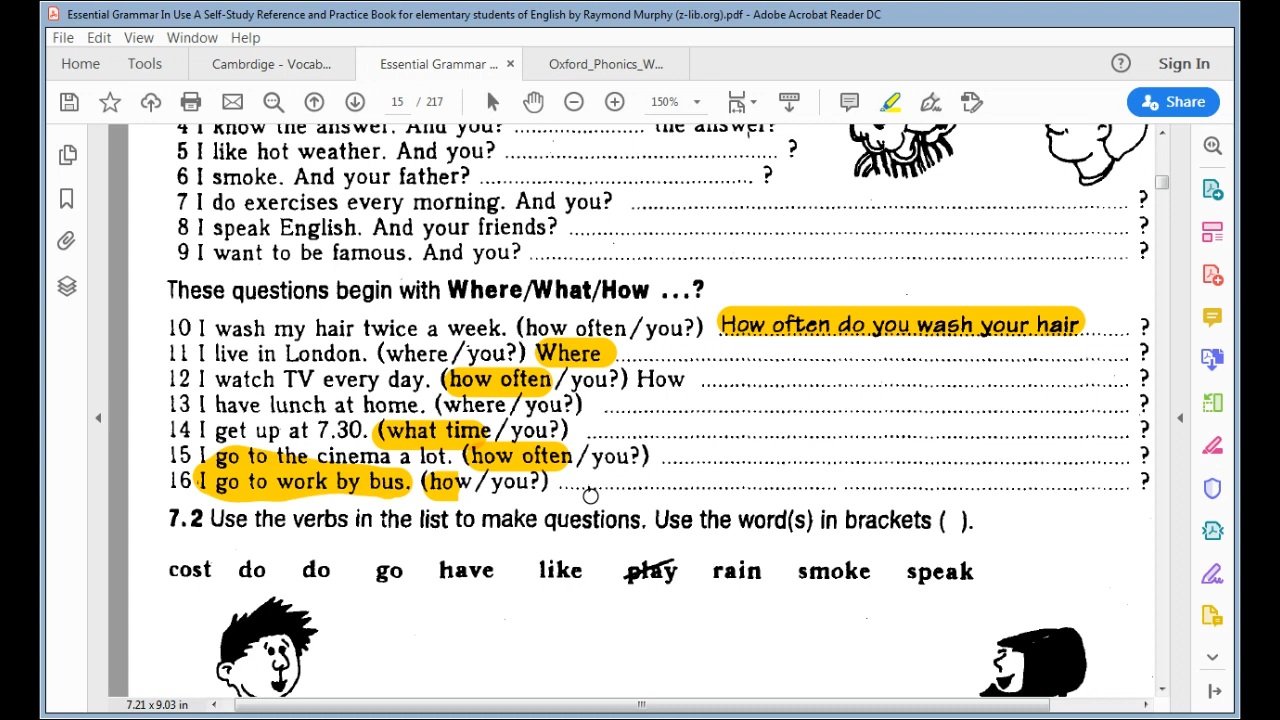 Essential Grammar In Use A Self-Study Reference and Practice Book for elementary students of English by Raymond Murphy (z-lib.org).pdf - Adobe Acrobat Reader DC
File Edit View Window Help
Home Tools Cambrdige - Vocab... Essential Grammar ... × Oxford_Phonics_W... ? Sign In
15 / 217 150% Share
4 I know the answer. And you? .................... the answer?
5 I like hot weather. And you? .................... ?
6 I smoke. And your father? .................... ?
7 I do exercises every morning. And you? .................... ?
8 I speak English. And your friends? .................... ?
9 I want to be famous. And you? .................... ?
These questions begin with Where/What/How ...?
10 I wash my hair twice a week. (how often/you?) How often do you wash your hair ?
11 I live in London. (where/you?) Where .................... ?
12 I watch TV every day. (how often/you?) How .................... ?
13 I have lunch at home. (where/you?) .................... ?
14 I get up at 7.30. (what time/you?) .................... ?
15 I go to the cinema a lot. (how often/you?) .................... ?
16 I go to work by bus. (how/you?) .................... ?
7.2 Use the verbs in the list to make questions. Use the word(s) in brackets ( ).
cost do do go have like play rain smoke speak
7.21 x 9.03 in